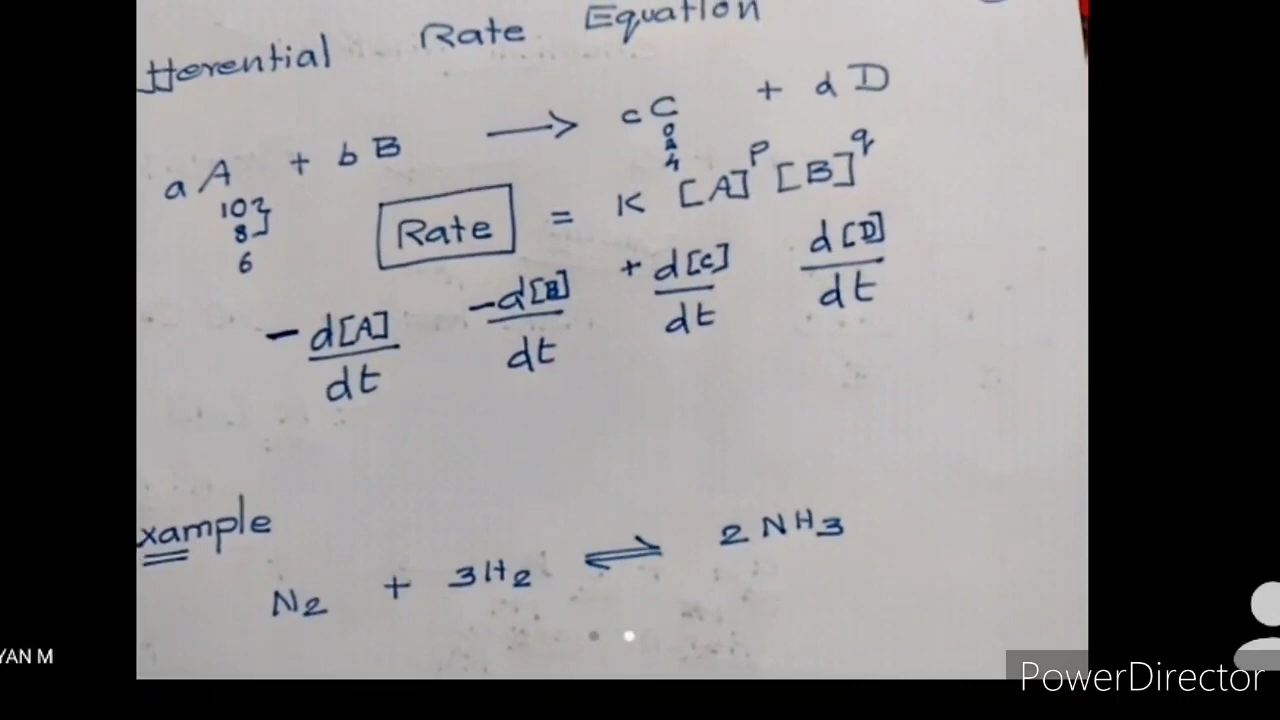 fferential Rate Equation
aA + bB → cC + dD
10 0
8 2
6 4
Rate = K [A]^p [B]^q
- d[A]/dt - d[B]/dt + d[C]/dt d[D]/dt
xample
N2 + 3H2 ⇌ 2NH3
YAN M
PowerDirector